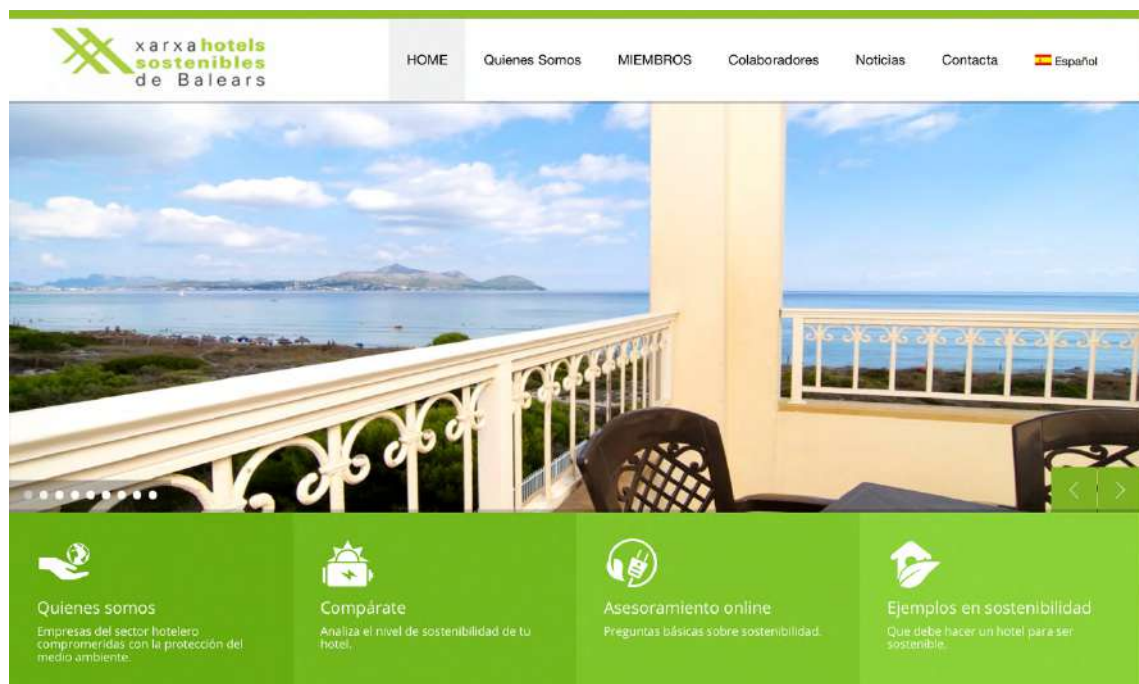 xarxa hotels
sostenibles
de Balears
HOME
Quienes Somos
MIEMBROS
Colaboradores
Noticias
Contacta
Español
Quienes somos
Empresas del sector hotelero
compromeridas con la protección del
medio ambiente.
Compárate
Analiza el nivel de sostenibilidad de tu
hotel.
Asesoramiento online
Preguntas básicas sobre sostenibilidad.
Ejemplos en sostenibilidad
Que debe hacer un hotel para ser
sostenible.